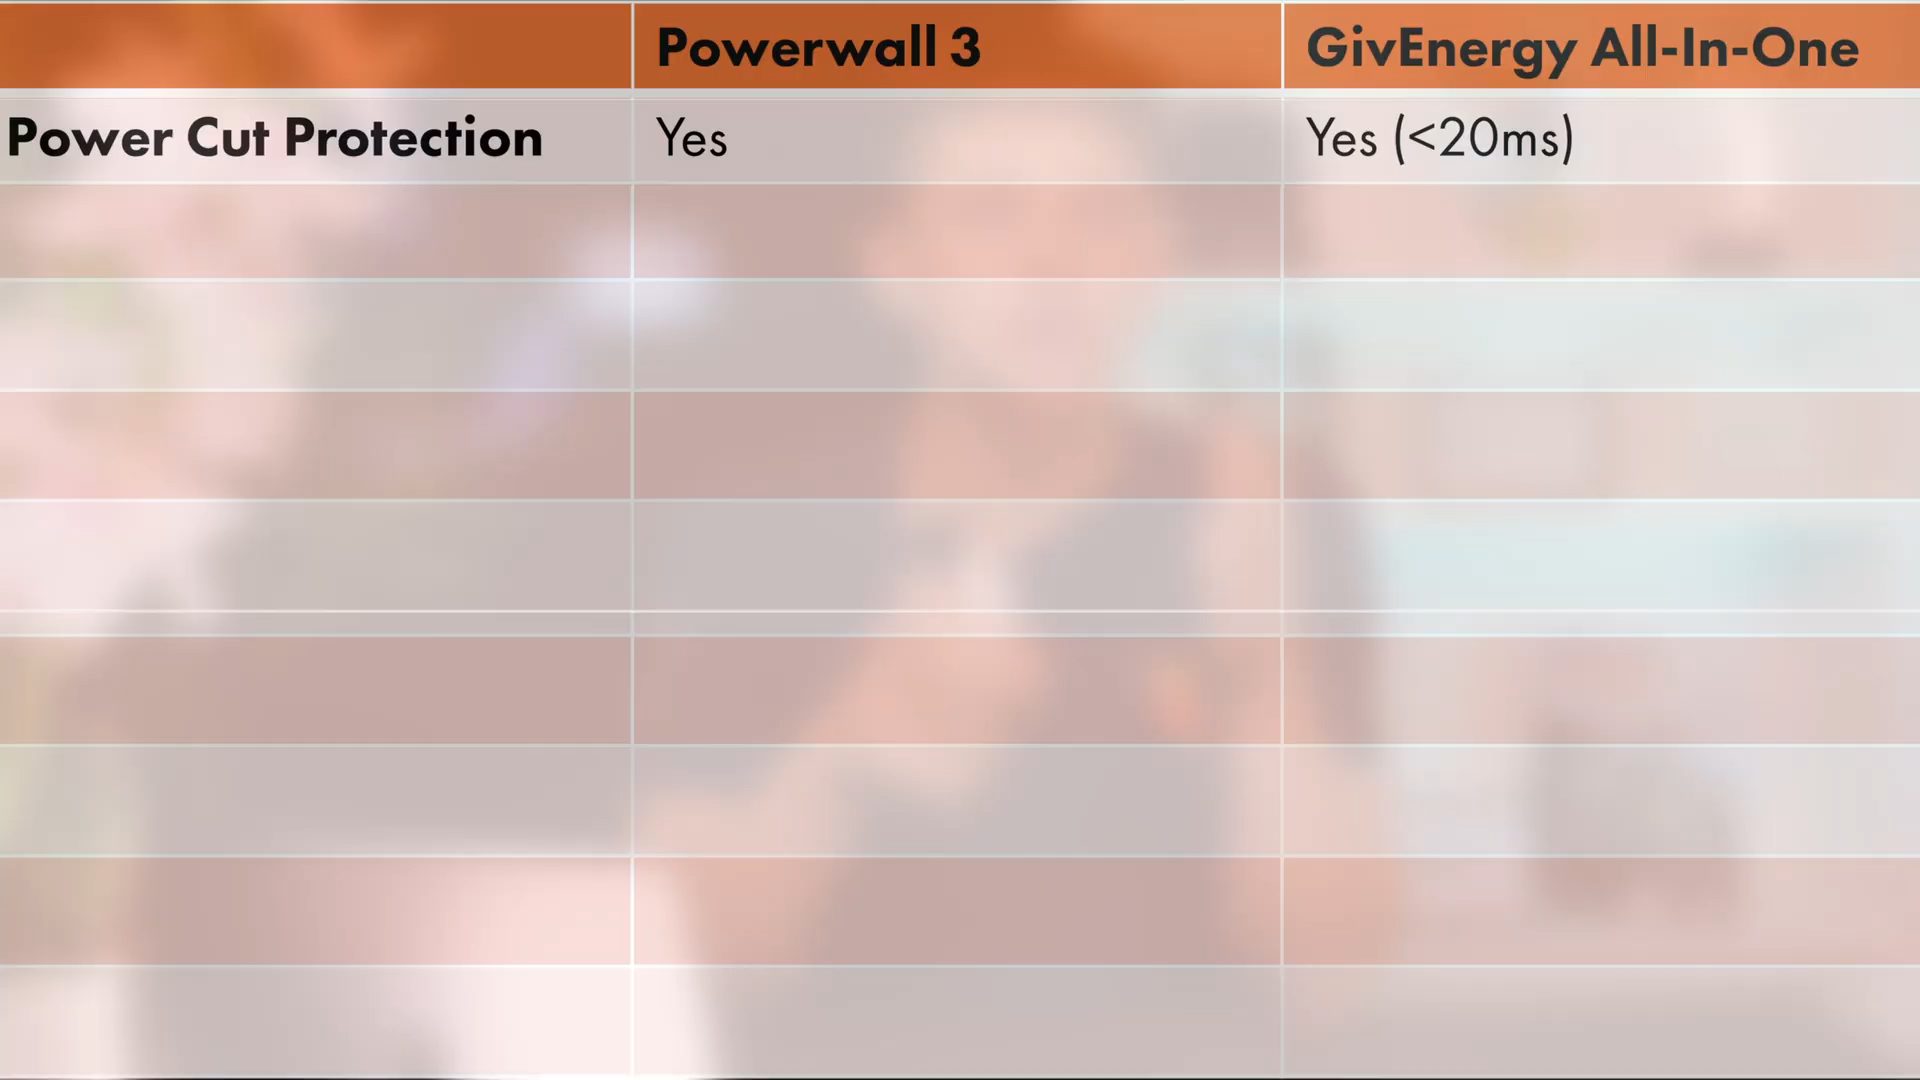 Powerwall 3 GivEnergy All-In-One
Power Cut Protection Yes Yes (<20ms)